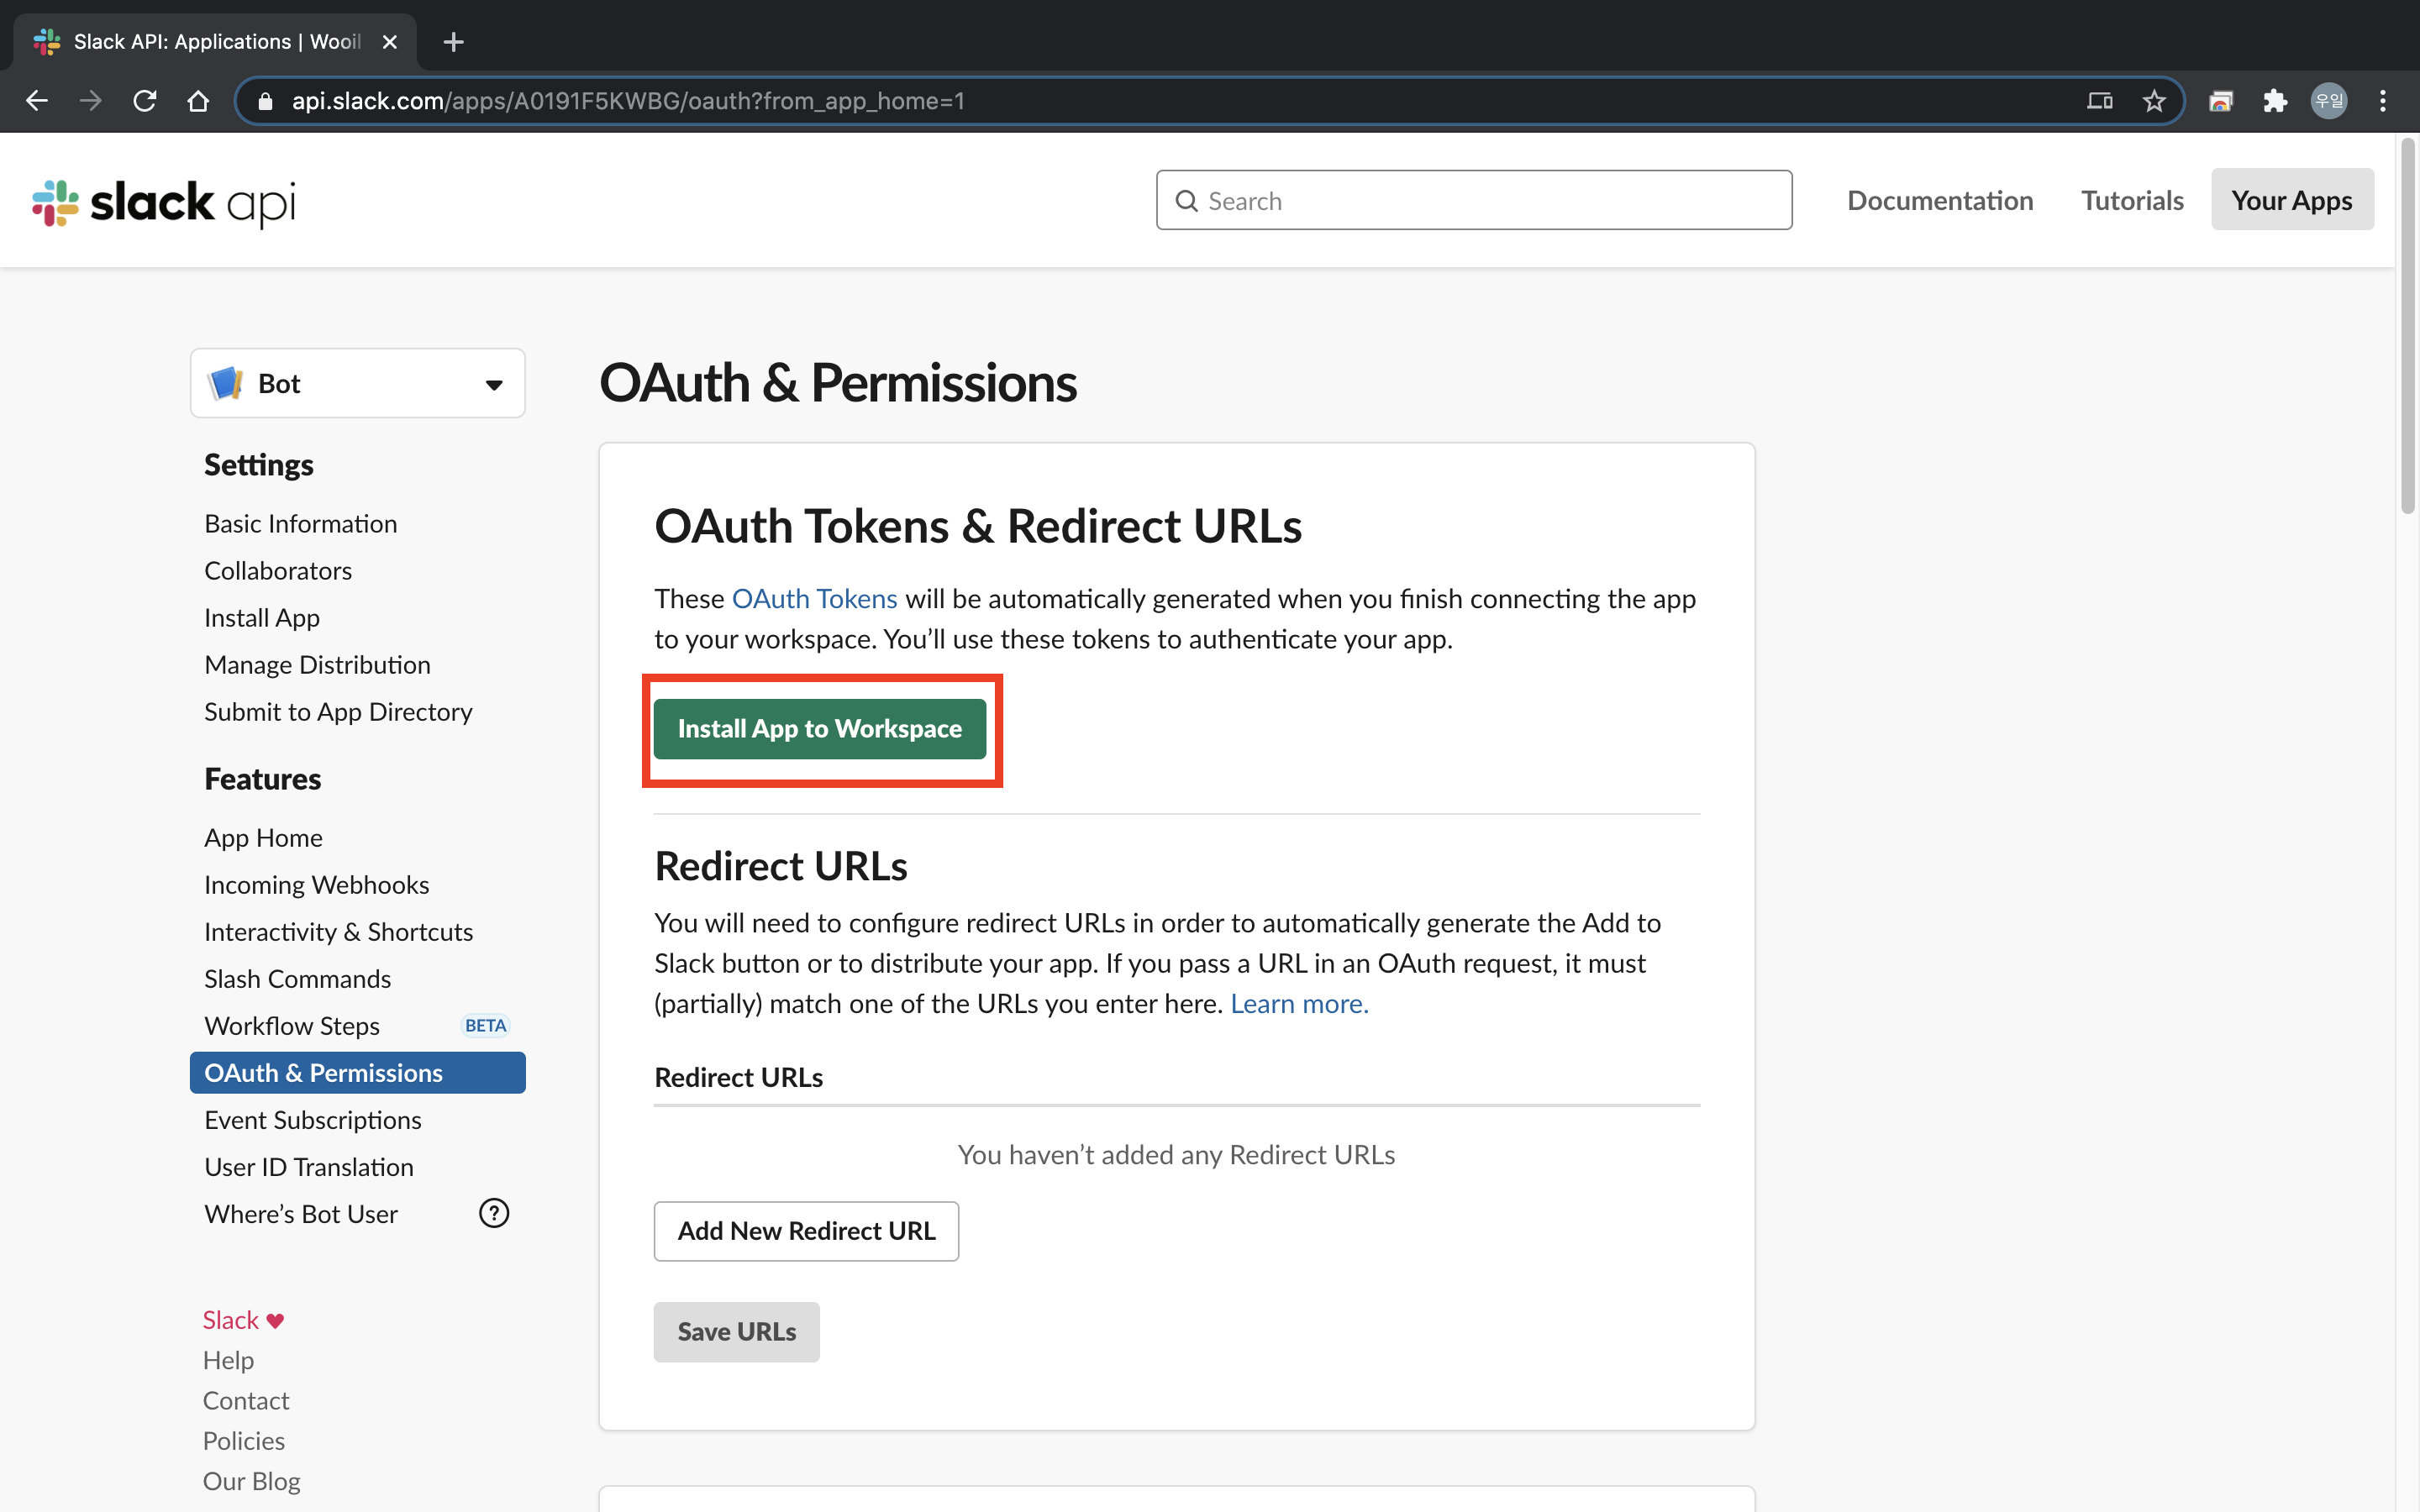 Slack API: Applications | Wooil
api.slack.com/apps/A0191F5KWBG/oauth?from_app_home=1
우일
slack api
Search
Documentation
Tutorials
Your Apps
Bot
Settings
Basic Information
Collaborators
Install App
Manage Distribution
Submit to App Directory
Features
App Home
Incoming Webhooks
Interactivity & Shortcuts
Slash Commands
Workflow Steps BETA
OAuth & Permissions
Event Subscriptions
User ID Translation
Where’s Bot User ?
Slack ♥
Help
Contact
Policies
Our Blog
OAuth & Permissions
OAuth Tokens & Redirect URLs
These OAuth Tokens will be automatically generated when you finish connecting the app
to your workspace. You’ll use these tokens to authenticate your app.
Install App to Workspace
Redirect URLs
You will need to configure redirect URLs in order to automatically generate the Add to
Slack button or to distribute your app. If you pass a URL in an OAuth request, it must
(partially) match one of the URLs you enter here. Learn more.
Redirect URLs
You haven’t added any Redirect URLs
Add New Redirect URL
Save URLs